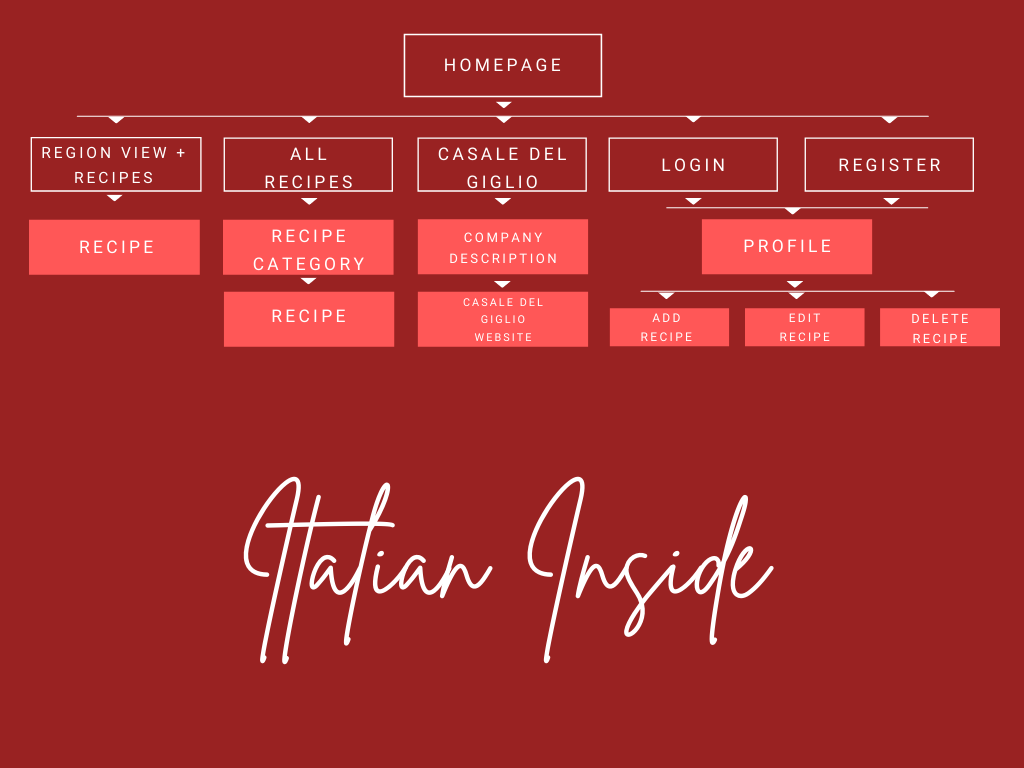 HOMEPAGE
REGION VIEW +
RECIPES
ALL
RECIPES
CASALE DEL
GIGLIO
LOGIN
REGISTER
RECIPE
RECIPE
CATEGORY
COMPANY
DESCRIPTION
PROFILE
RECIPE
CASALE DEL
GIGLIO
WEBSITE
ADD
RECIPE
EDIT
RECIPE
DELETE
RECIPE
Italian Inside